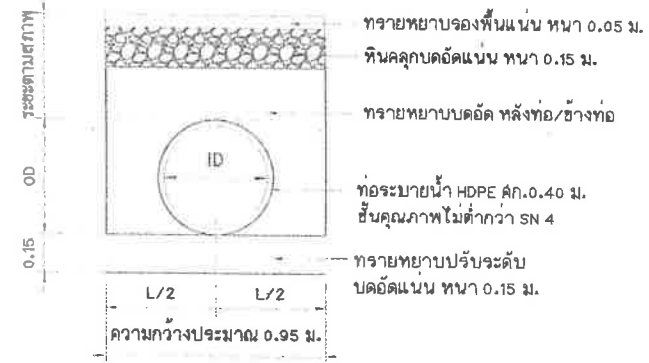 ทรายหยาบรองพื้นแน่น หนา 0.05 ม.
หินคลุกบดอัดแน่น หนา 0.15 ม.
ระยะตามสภาพ
ทรายหยาบบดอัด หลังท่อ/ข้างท่อ
ID
OD
ท่อระบายน้ำ HDPE ศก.0.40 ม.
ชั้นคุณภาพไม่ต่ำกว่า SN 4
0.15
ทรายหยาบปรับระดับ
บดอัดแน่น หนา 0.15 ม.
L/2 L/2
ความกว้างประมาณ 0.95 ม.